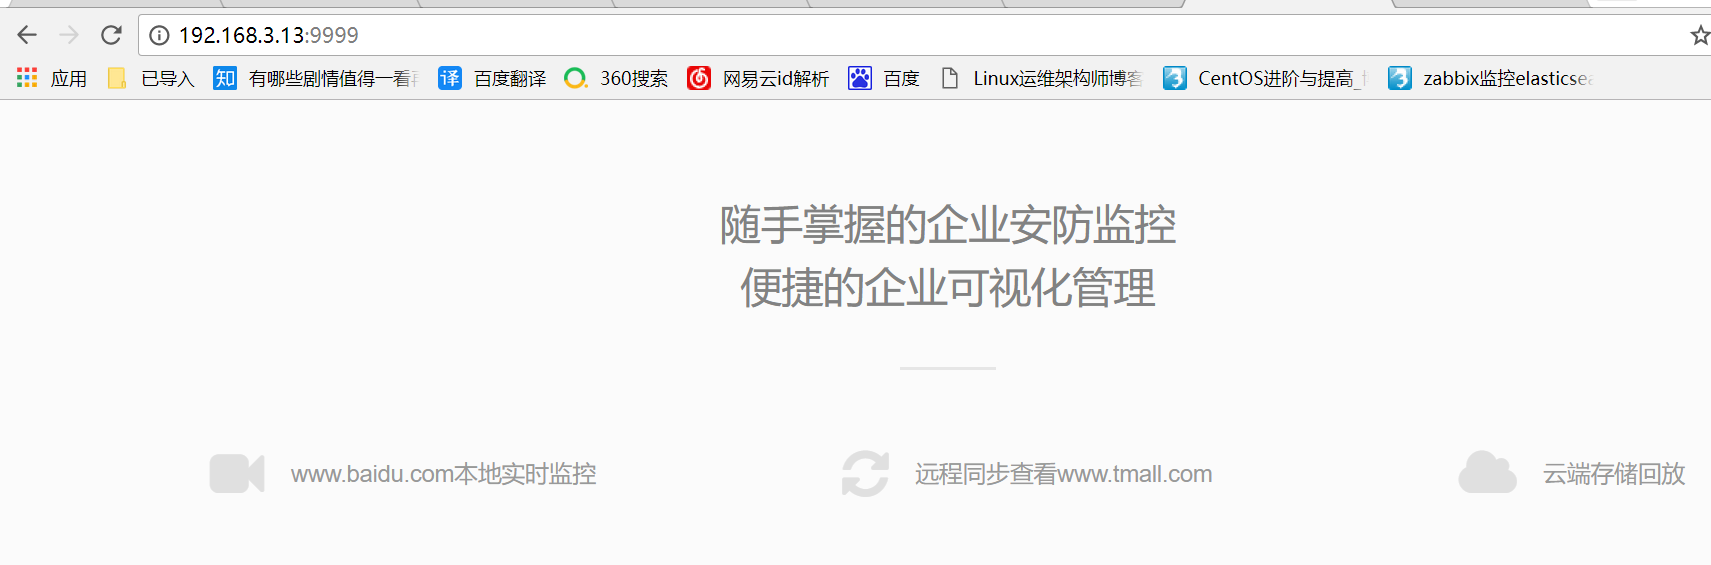 192.168.3.13:9999
应用 已导入 知 有哪些剧情值得一看 译 百度翻译 360搜索 网易云id解析 百度 Linux运维架构师博客 CentOS进阶与提高_ zabbix监控elasticse
随手掌握的企业安防监控
便捷的企业可视化管理
www.baidu.com本地实时监控 远程同步查看www.tmall.com 云端存储回放